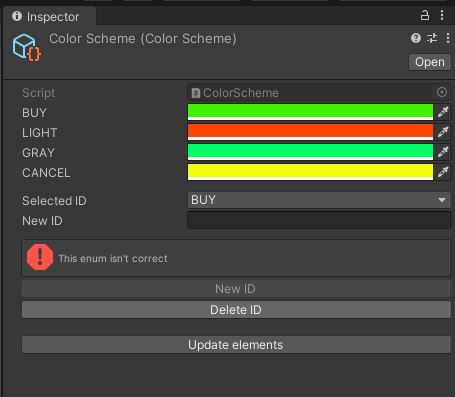 Inspector
Color Scheme (Color Scheme)
Open
Script ColorScheme
BUY
LIGHT
GRAY
CANCEL
Selected ID BUY
New ID
This enum isn't correct
New ID
Delete ID
Update elements